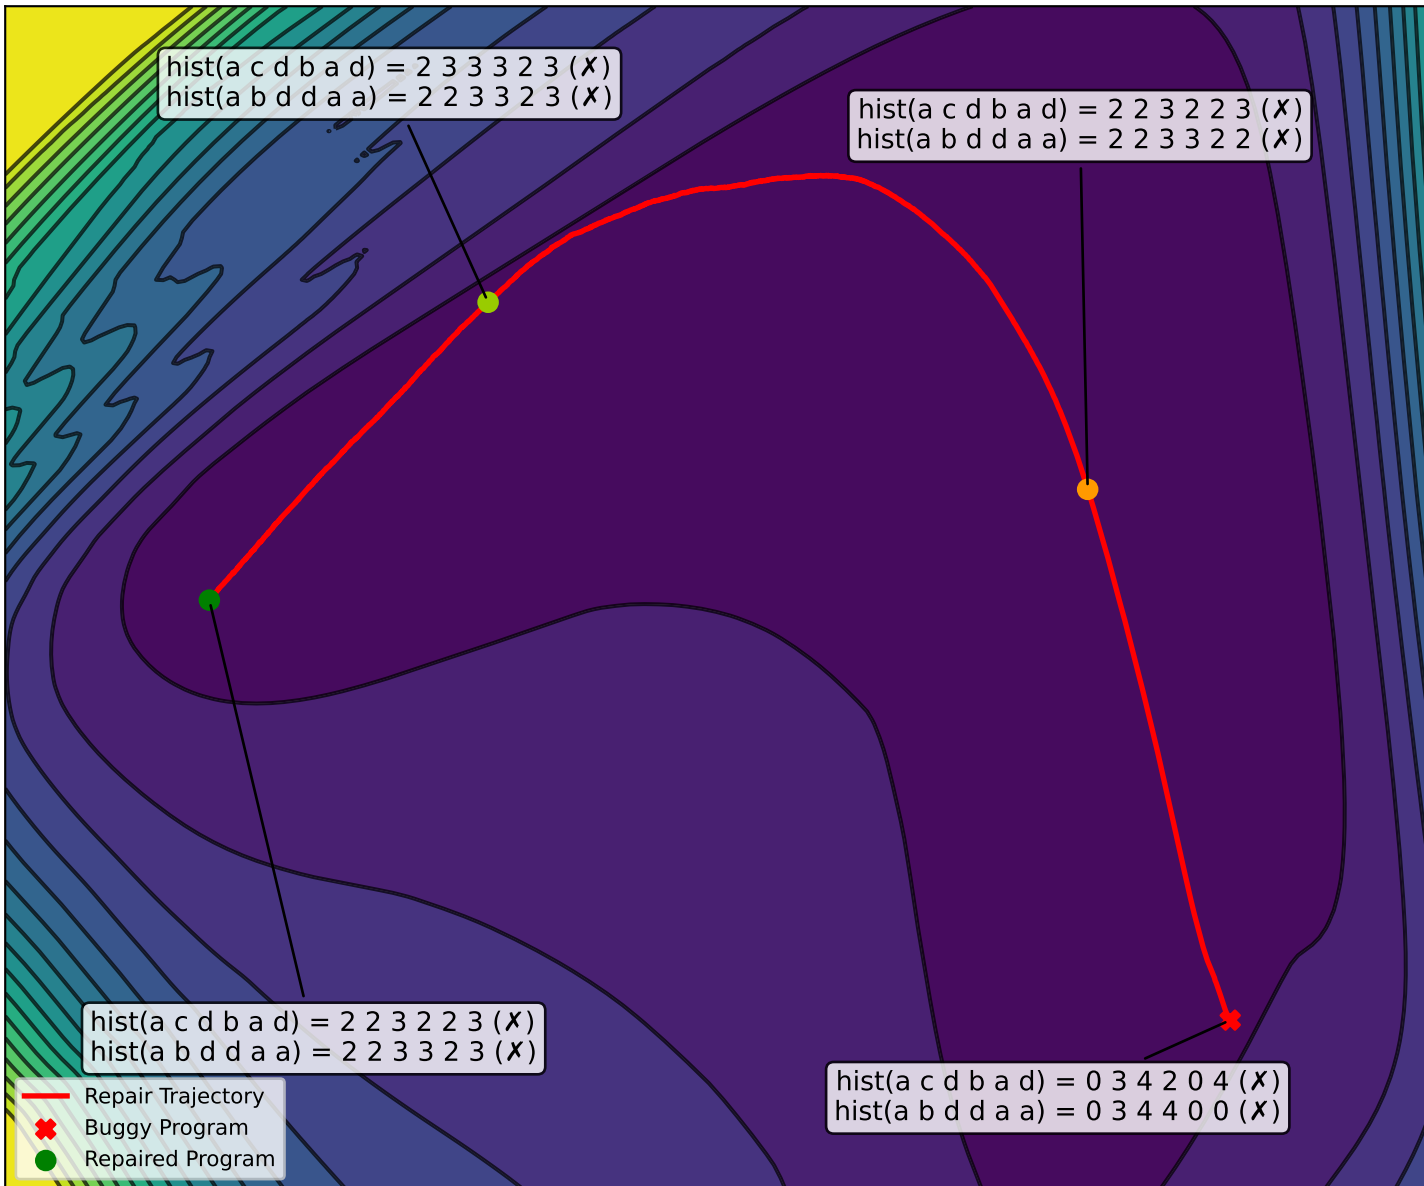 hist(a c d b a d) = 2 3 3 3 2 3 (✗)
hist(a b d d a a) = 2 2 3 3 2 3 (✗)
hist(a c d b a d) = 2 2 3 2 2 3 (✗)
hist(a b d d a a) = 2 2 3 3 2 2 (✗)
hist(a c d b a d) = 2 2 3 2 2 3 (✗)
hist(a b d d a a) = 2 2 3 3 2 3 (✗)
hist(a c d b a d) = 0 3 4 2 0 4 (✗)
hist(a b d d a a) = 0 3 4 4 0 0 (✗)
Repair Trajectory
Buggy Program
Repaired Program